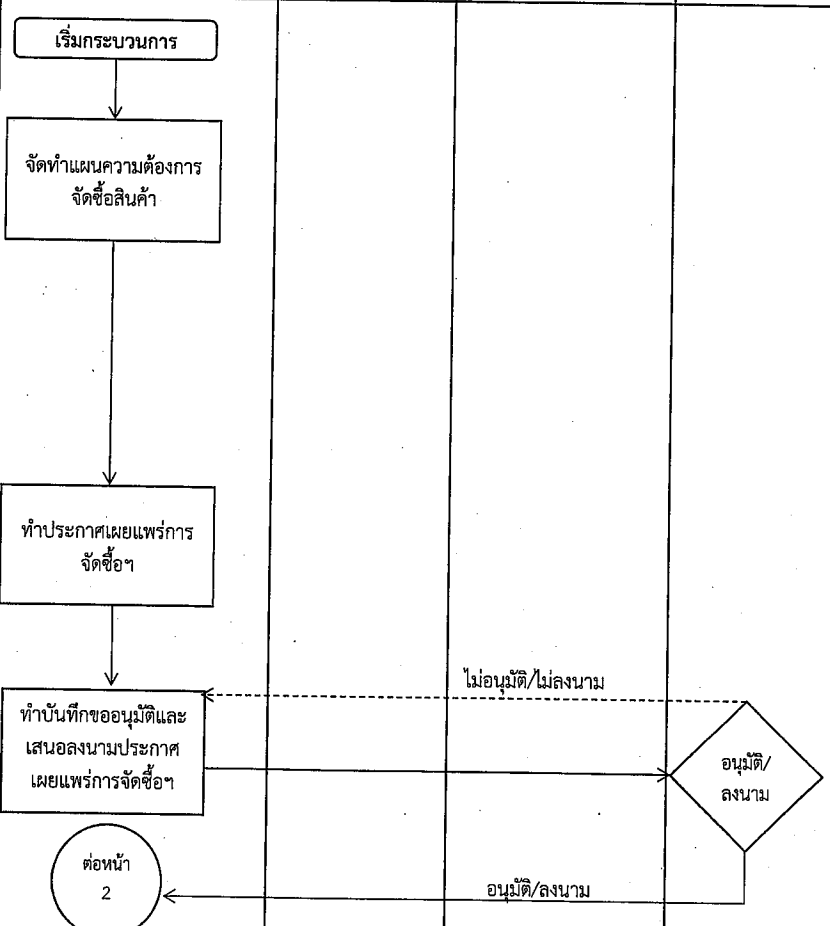 เริ่มกระบวนการ
จัดทำแผนความต้องการ
จัดซื้อสินค้า
ทำประกาศเผยแพร่การ
จัดซื้อฯ
ไม่อนุมัติ/ไม่ลงนาม
ทำบันทึกขออนุมัติและ
เสนอลงนามประกาศ
เผยแพร่การจัดซื้อฯ
อนุมัติ/
ลงนาม
ต่อหน้า
2
อนุมัติ/ลงนาม